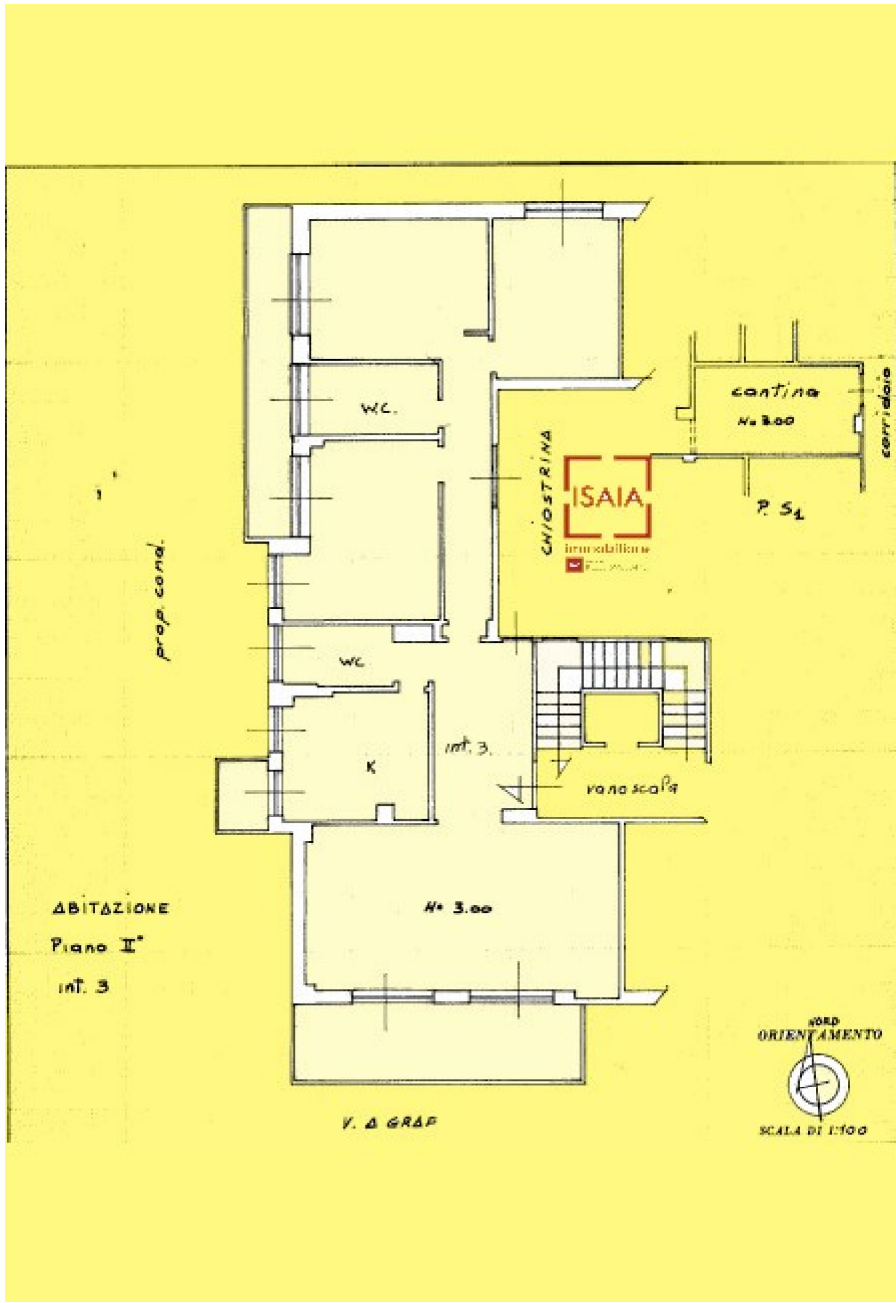 W.C.
CHIOSTRINA
cantina
H= 2.00
corridoio
P. S1
ISAIA
immobiliare
prop. cond.
WC
K
int. 3.
vano scala
H= 3.00
ABITAZIONE
Piano II°
int. 3
NORD
ORIENTAMENTO
SCALA DI 1:100
V. A GRAF